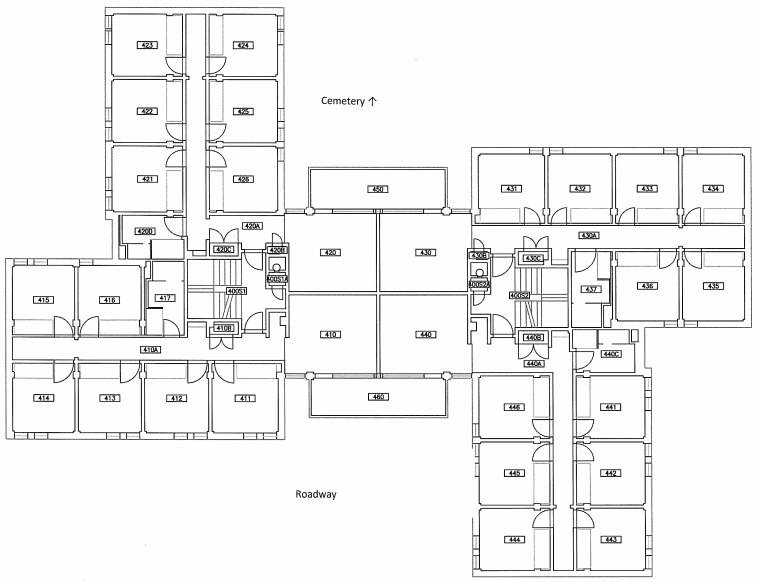 423
424
Cemetery ↑
422
425
421
426
431
432
433
434
450
420D
420A
430A
420C
420B
420
430
430B
430C
400S1A
400S2A
415
416
417
400S1
400S2
437
436
435
410B
410
440
440B
410A
440A
440C
414
413
412
411
460
446
441
445
442
Roadway
444
443